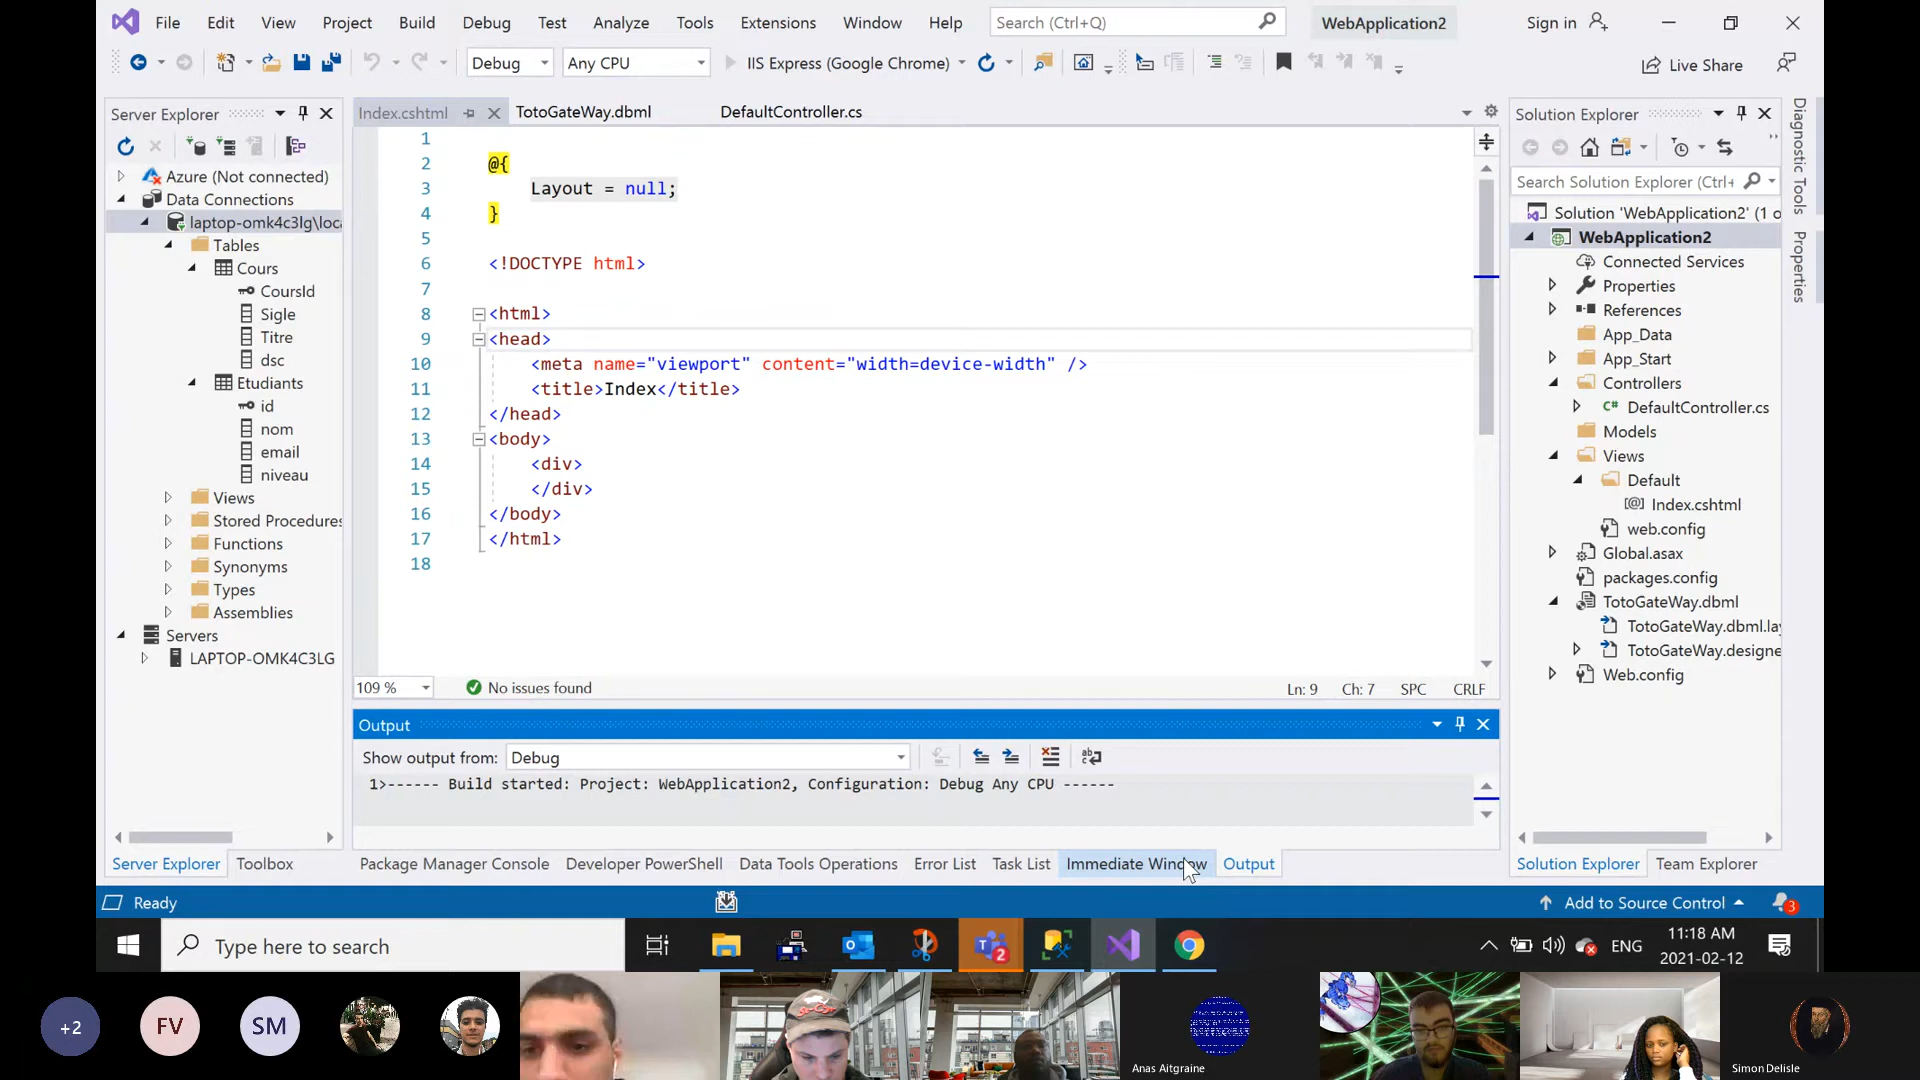 File Edit View Project Build Debug Test Analyze Tools Extensions Window Help Search (Ctrl+Q) WebApplication2 Sign in
Debug Any CPU IIS Express (Google Chrome) Live Share
Server Explorer
Azure (Not connected)
Data Connections
laptop-omk4c3lg\loc
Tables
Cours
CoursId
Sigle
Titre
dsc
Etudiants
id
nom
email
niveau
Views
Stored Procedures
Functions
Synonyms
Types
Assemblies
Servers
LAPTOP-OMK4C3LG
Server Explorer Toolbox
Index.cshtml TotoGateWay.dbml DefaultController.cs
1
2 @{
3 Layout = null;
4 }
5
6 <!DOCTYPE html>
7
8 <html>
9 <head>
10 <meta name="viewport" content="width=device-width" />
11 <title>Index</title>
12 </head>
13 <body>
14 <div>
15 </div>
16 </body>
17 </html>
18
109 % No issues found Ln: 9 Ch: 7 SPC CRLF
Output
Show output from: Debug
1>------ Build started: Project: WebApplication2, Configuration: Debug Any CPU ------
Package Manager Console Developer PowerShell Data Tools Operations Error List Task List Immediate Window Output
Solution Explorer
Search Solution Explorer (Ctrl+
Solution 'WebApplication2' (1 o
WebApplication2
Connected Services
Properties
References
App_Data
App_Start
Controllers
C# DefaultController.cs
Models
Views
Default
Index.cshtml
web.config
Global.asax
packages.config
TotoGateWay.dbml
TotoGateWay.dbml.la
TotoGateWay.designe
Web.config
Solution Explorer Team Explorer
Diagnostic Tools
Properties
Ready Add to Source Control 3
Type here to search 2 ENG 11:18 AM
2021-02-12
+2 FV SM
Anas Aitgraine
Simon Delisle